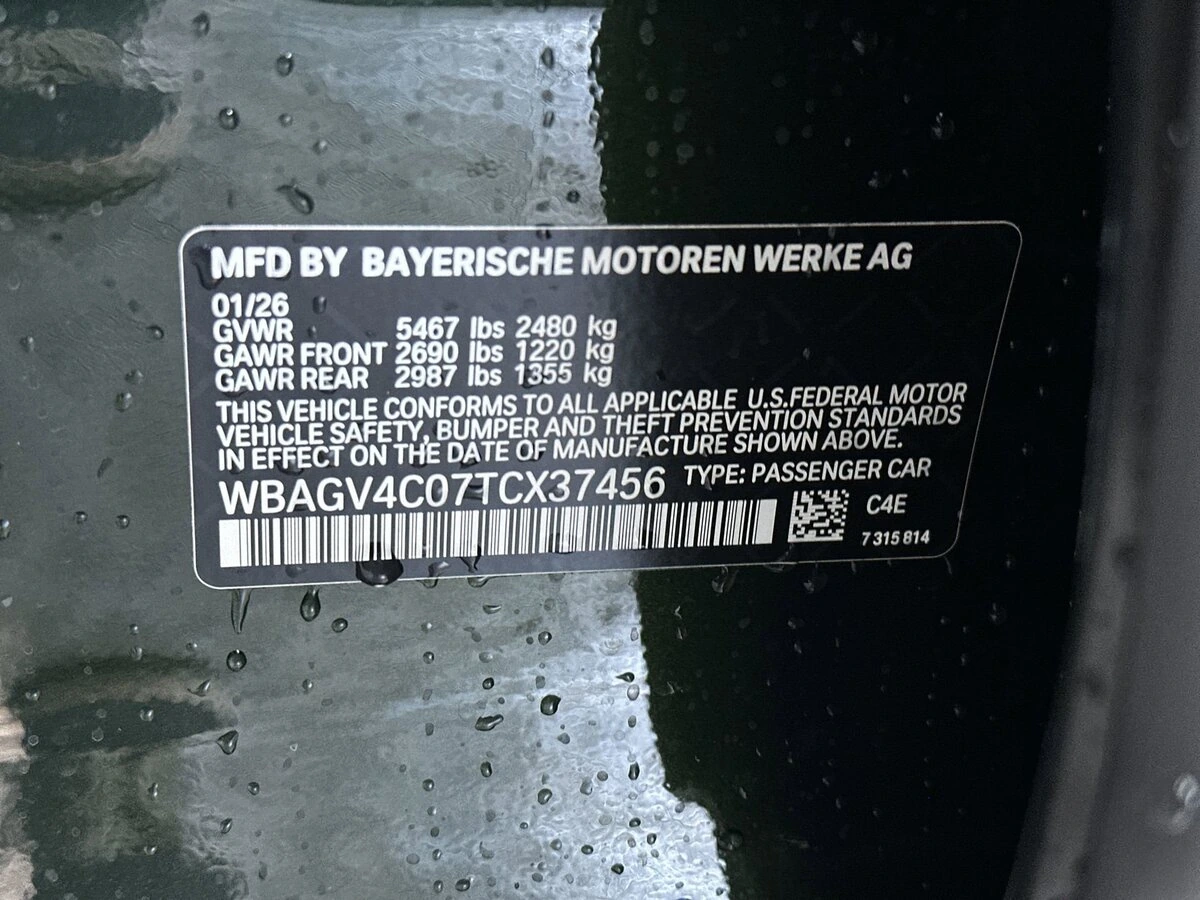 MFD BY BAYERISCHE MOTOREN WERKE AG
01/26
GVWR 5467 lbs 2480 kg
GAWR FRONT 2690 lbs 1220 kg
GAWR REAR 2987 lbs 1355 kg
THIS VEHICLE CONFORMS TO ALL APPLICABLE U.S.FEDERAL MOTOR
VEHICLE SAFETY, BUMPER AND THEFT PREVENTION STANDARDS
IN EFFECT ON THE DATE OF MANUFACTURE SHOWN ABOVE.
WBAGV4C07TCX37456 TYPE: PASSENGER CAR
C4E
7 315 814